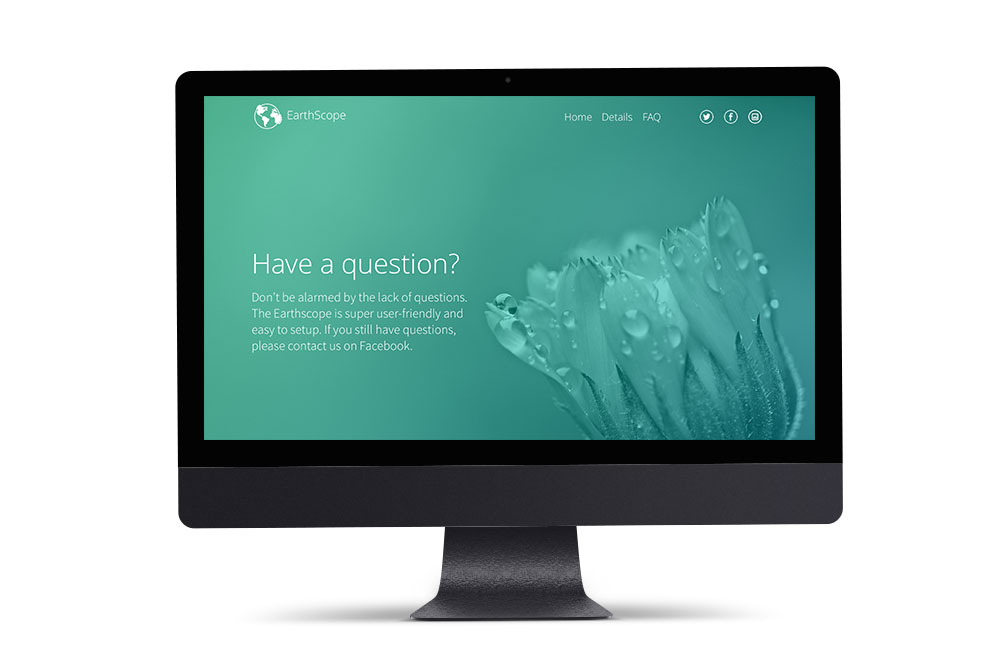 EarthScope
Home Details FAQ
Have a question?
Don't be alarmed by the lack of questions.
The Earthscope is super user-friendly and
easy to setup. If you still have questions,
please contact us on Facebook.